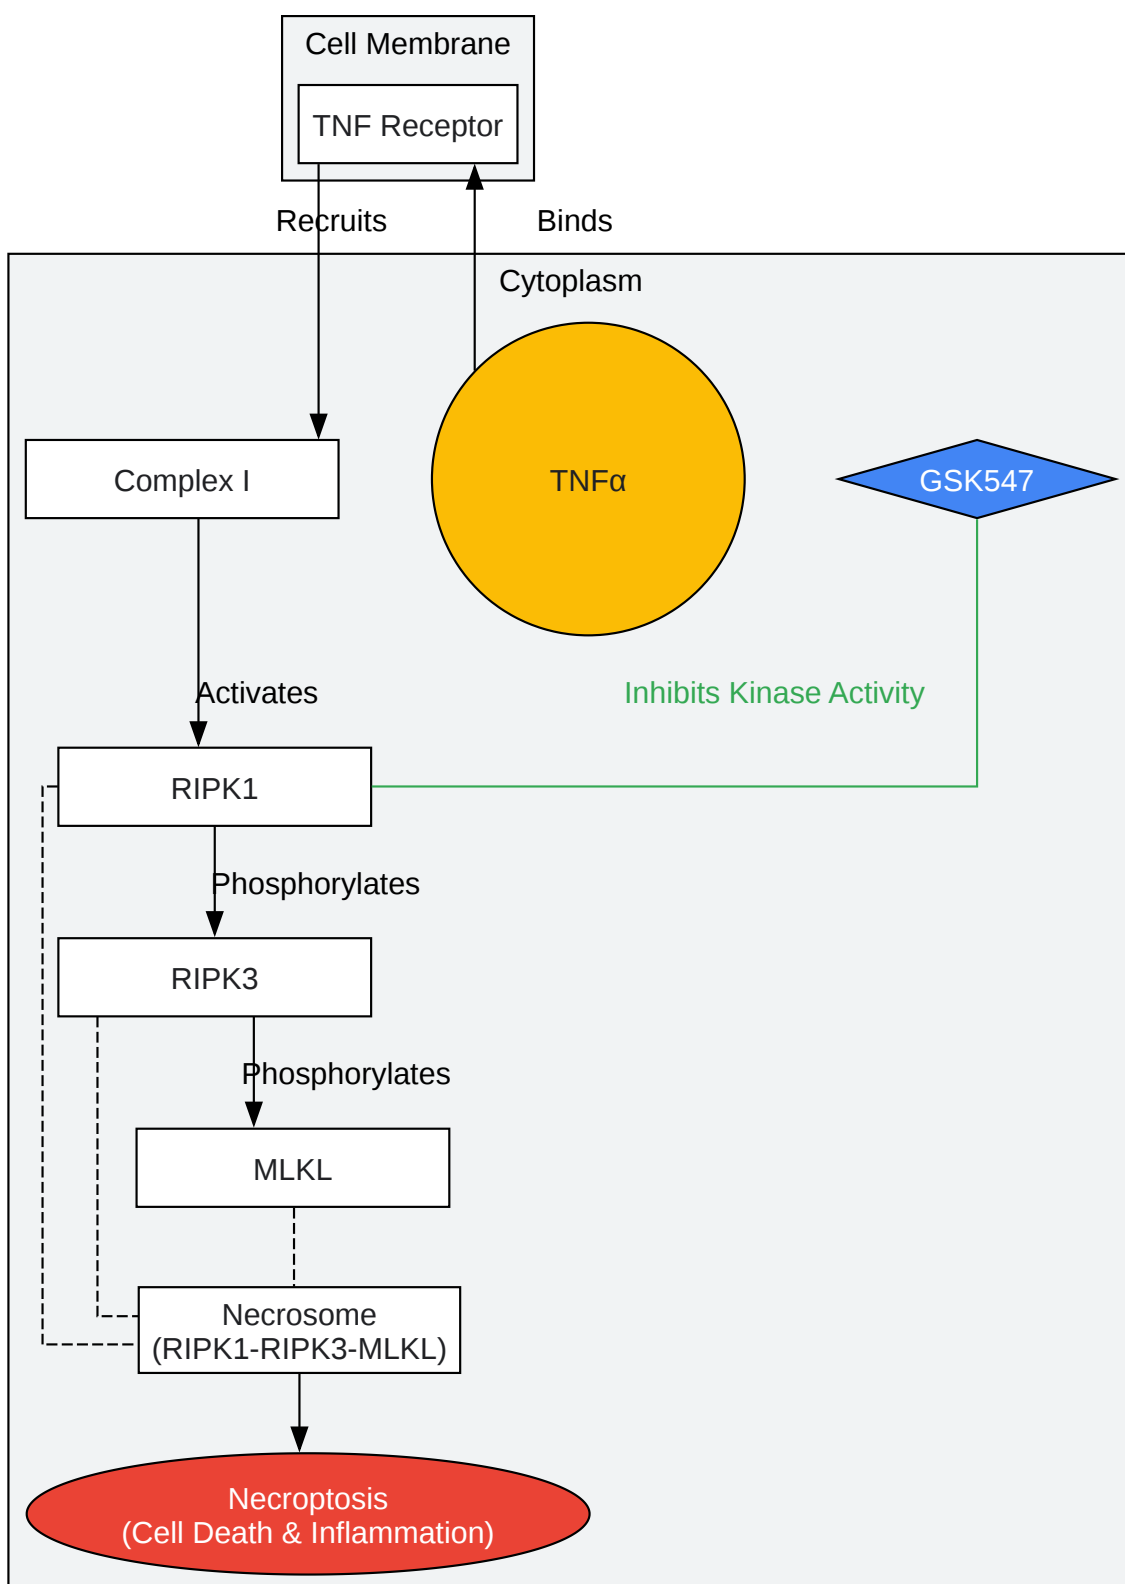 Cell Membrane
TNF Receptor
Recruits
Binds
Cytoplasm
Complex I
TNFα
GSK547
Activates
Inhibits Kinase Activity
RIPK1
Phosphorylates
RIPK3
Phosphorylates
MLKL
Necrosome
(RIPK1-RIPK3-MLKL)
Necroptosis
(Cell Death & Inflammation)